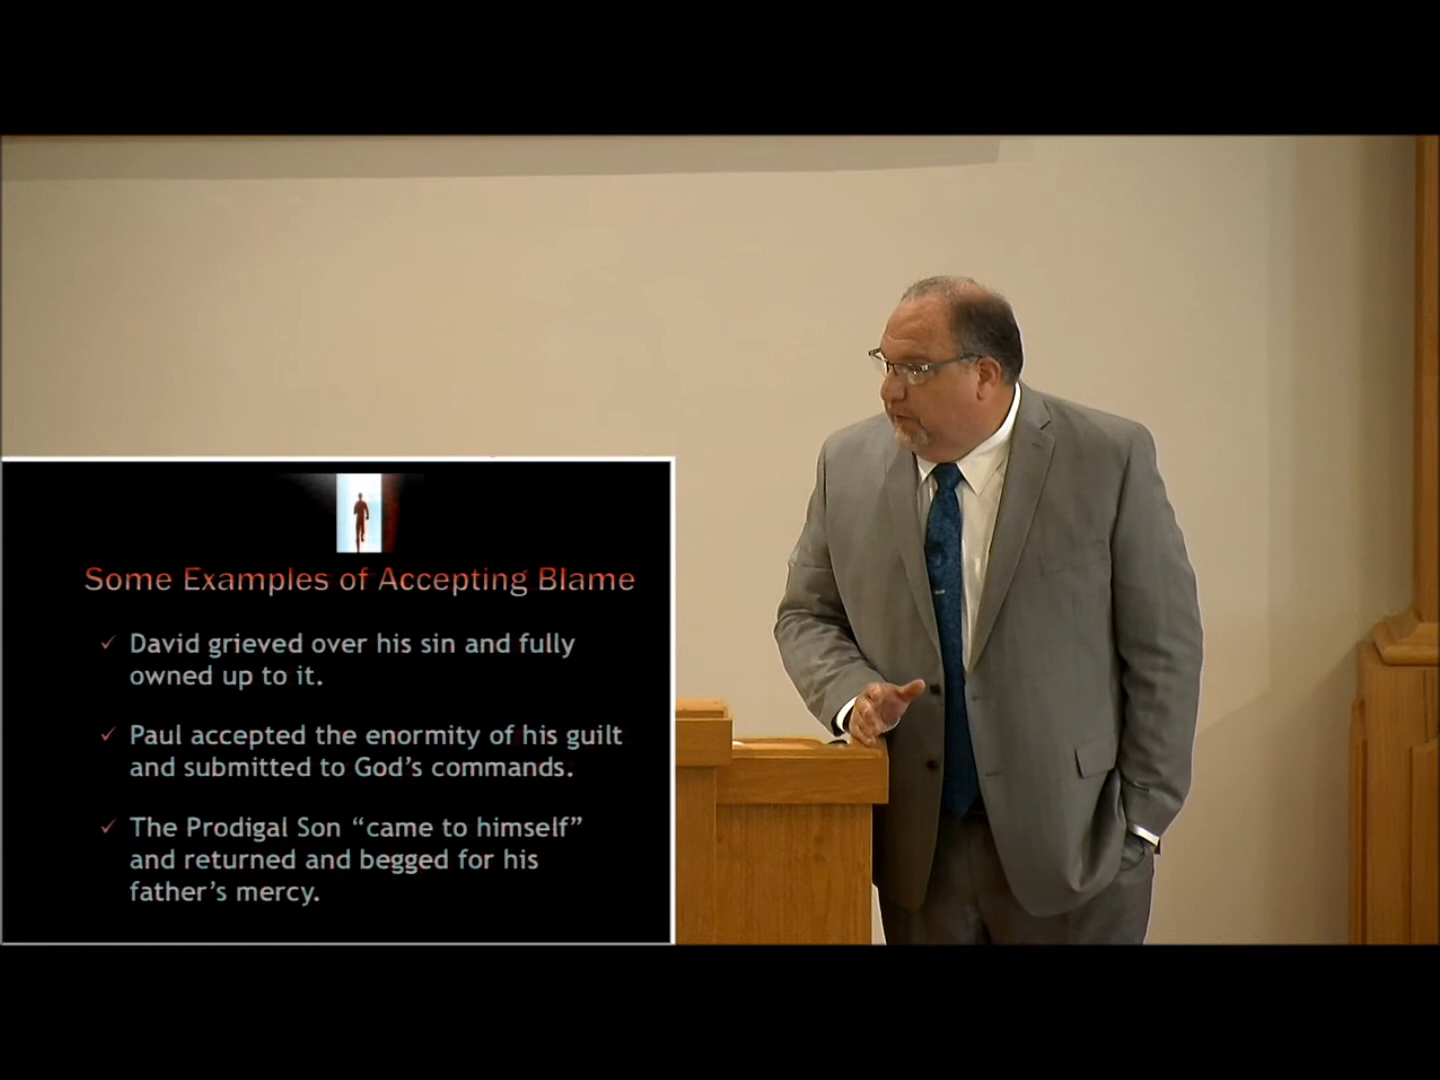 Some Examples of Accepting Blame
✓ David grieved over his sin and fully
owned up to it.
✓ Paul accepted the enormity of his guilt
and submitted to God’s commands.
✓ The Prodigal Son “came to himself”
and returned and begged for his
father’s mercy.